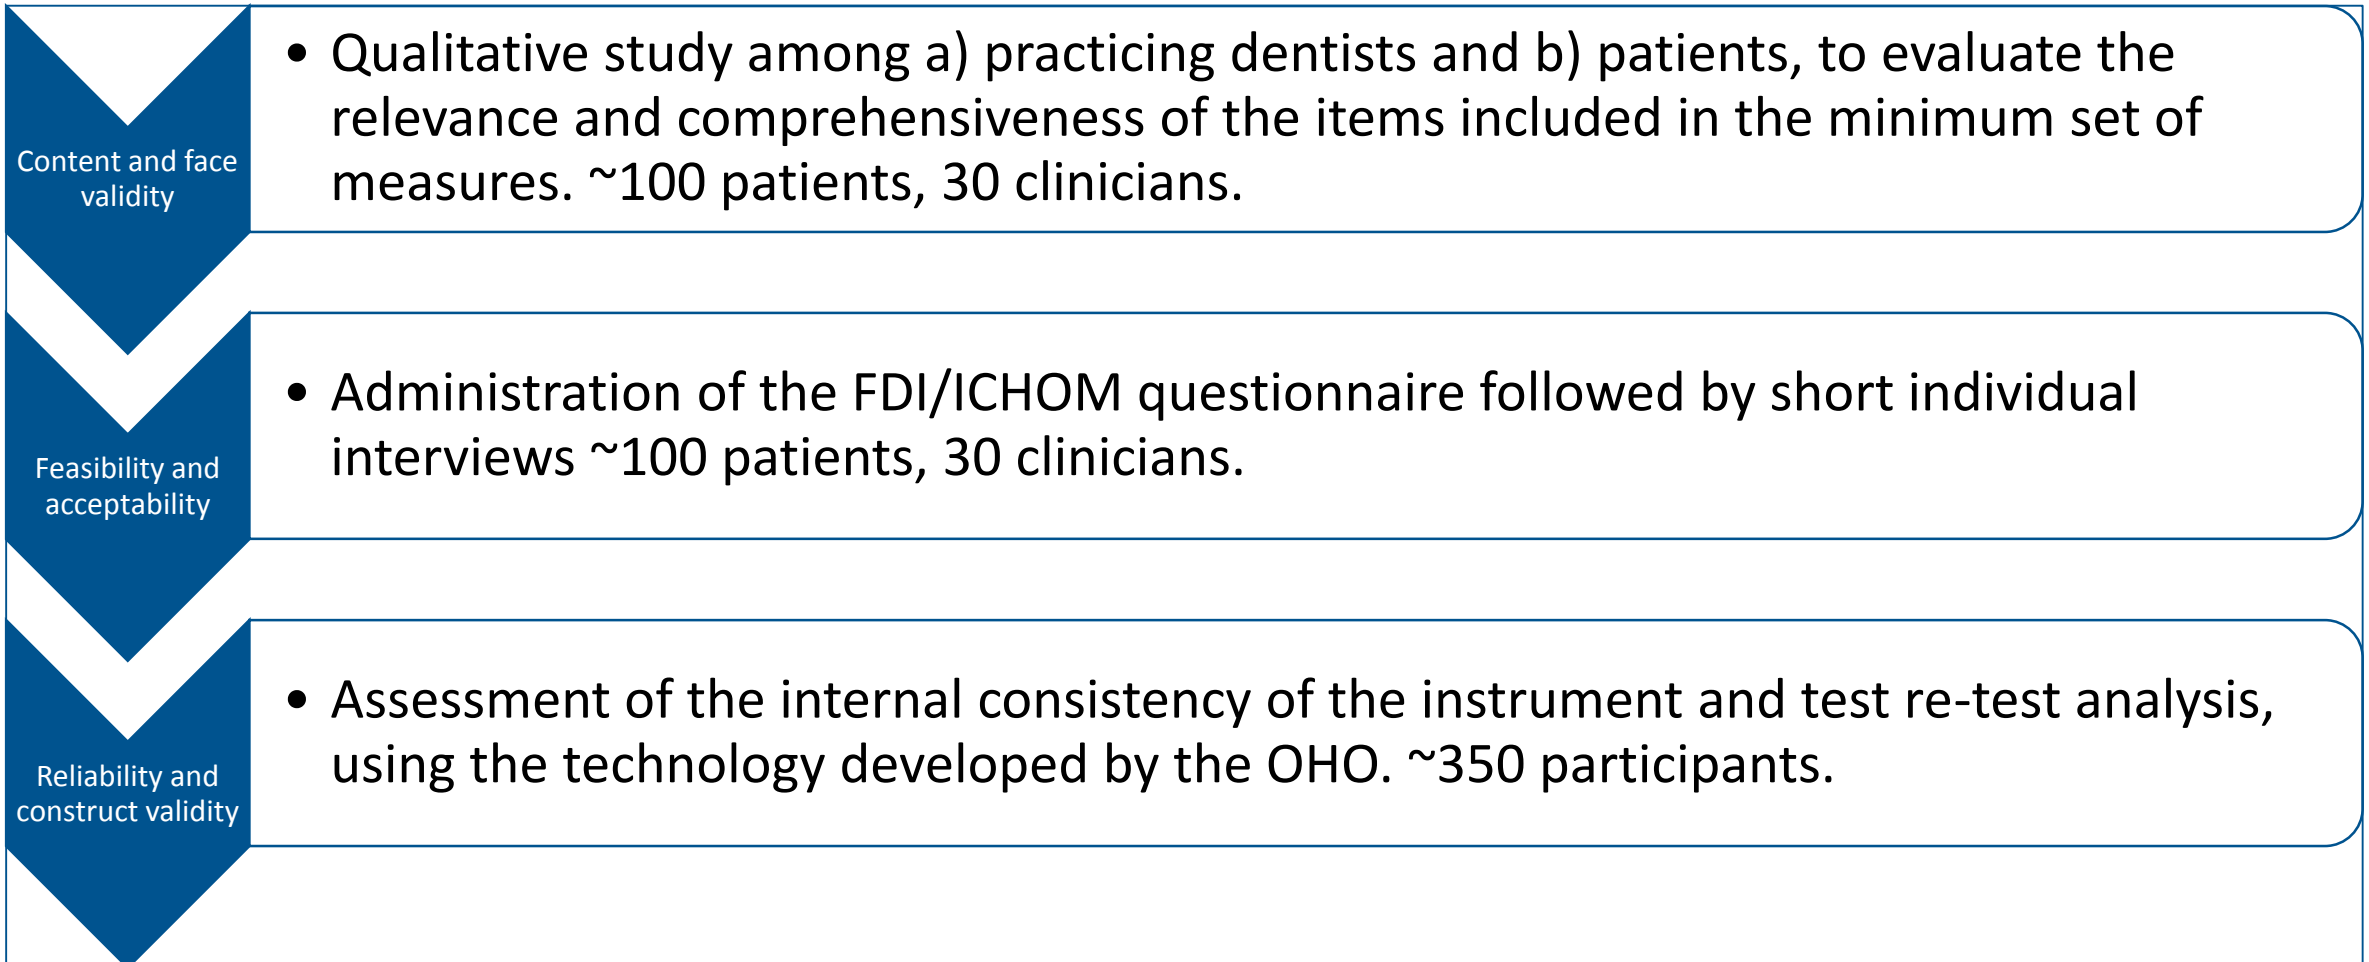 Content and face
validity
• Qualitative study among a) practicing dentists and b) patients, to evaluate the
relevance and comprehensiveness of the items included in the minimum set of
measures. ~100 patients, 30 clinicians.
Feasibility and
acceptability
• Administration of the FDI/ICHOM questionnaire followed by short individual
interviews ~100 patients, 30 clinicians.
Reliability and
construct validity
• Assessment of the internal consistency of the instrument and test re-test analysis,
using the technology developed by the OHO. ~350 participants.